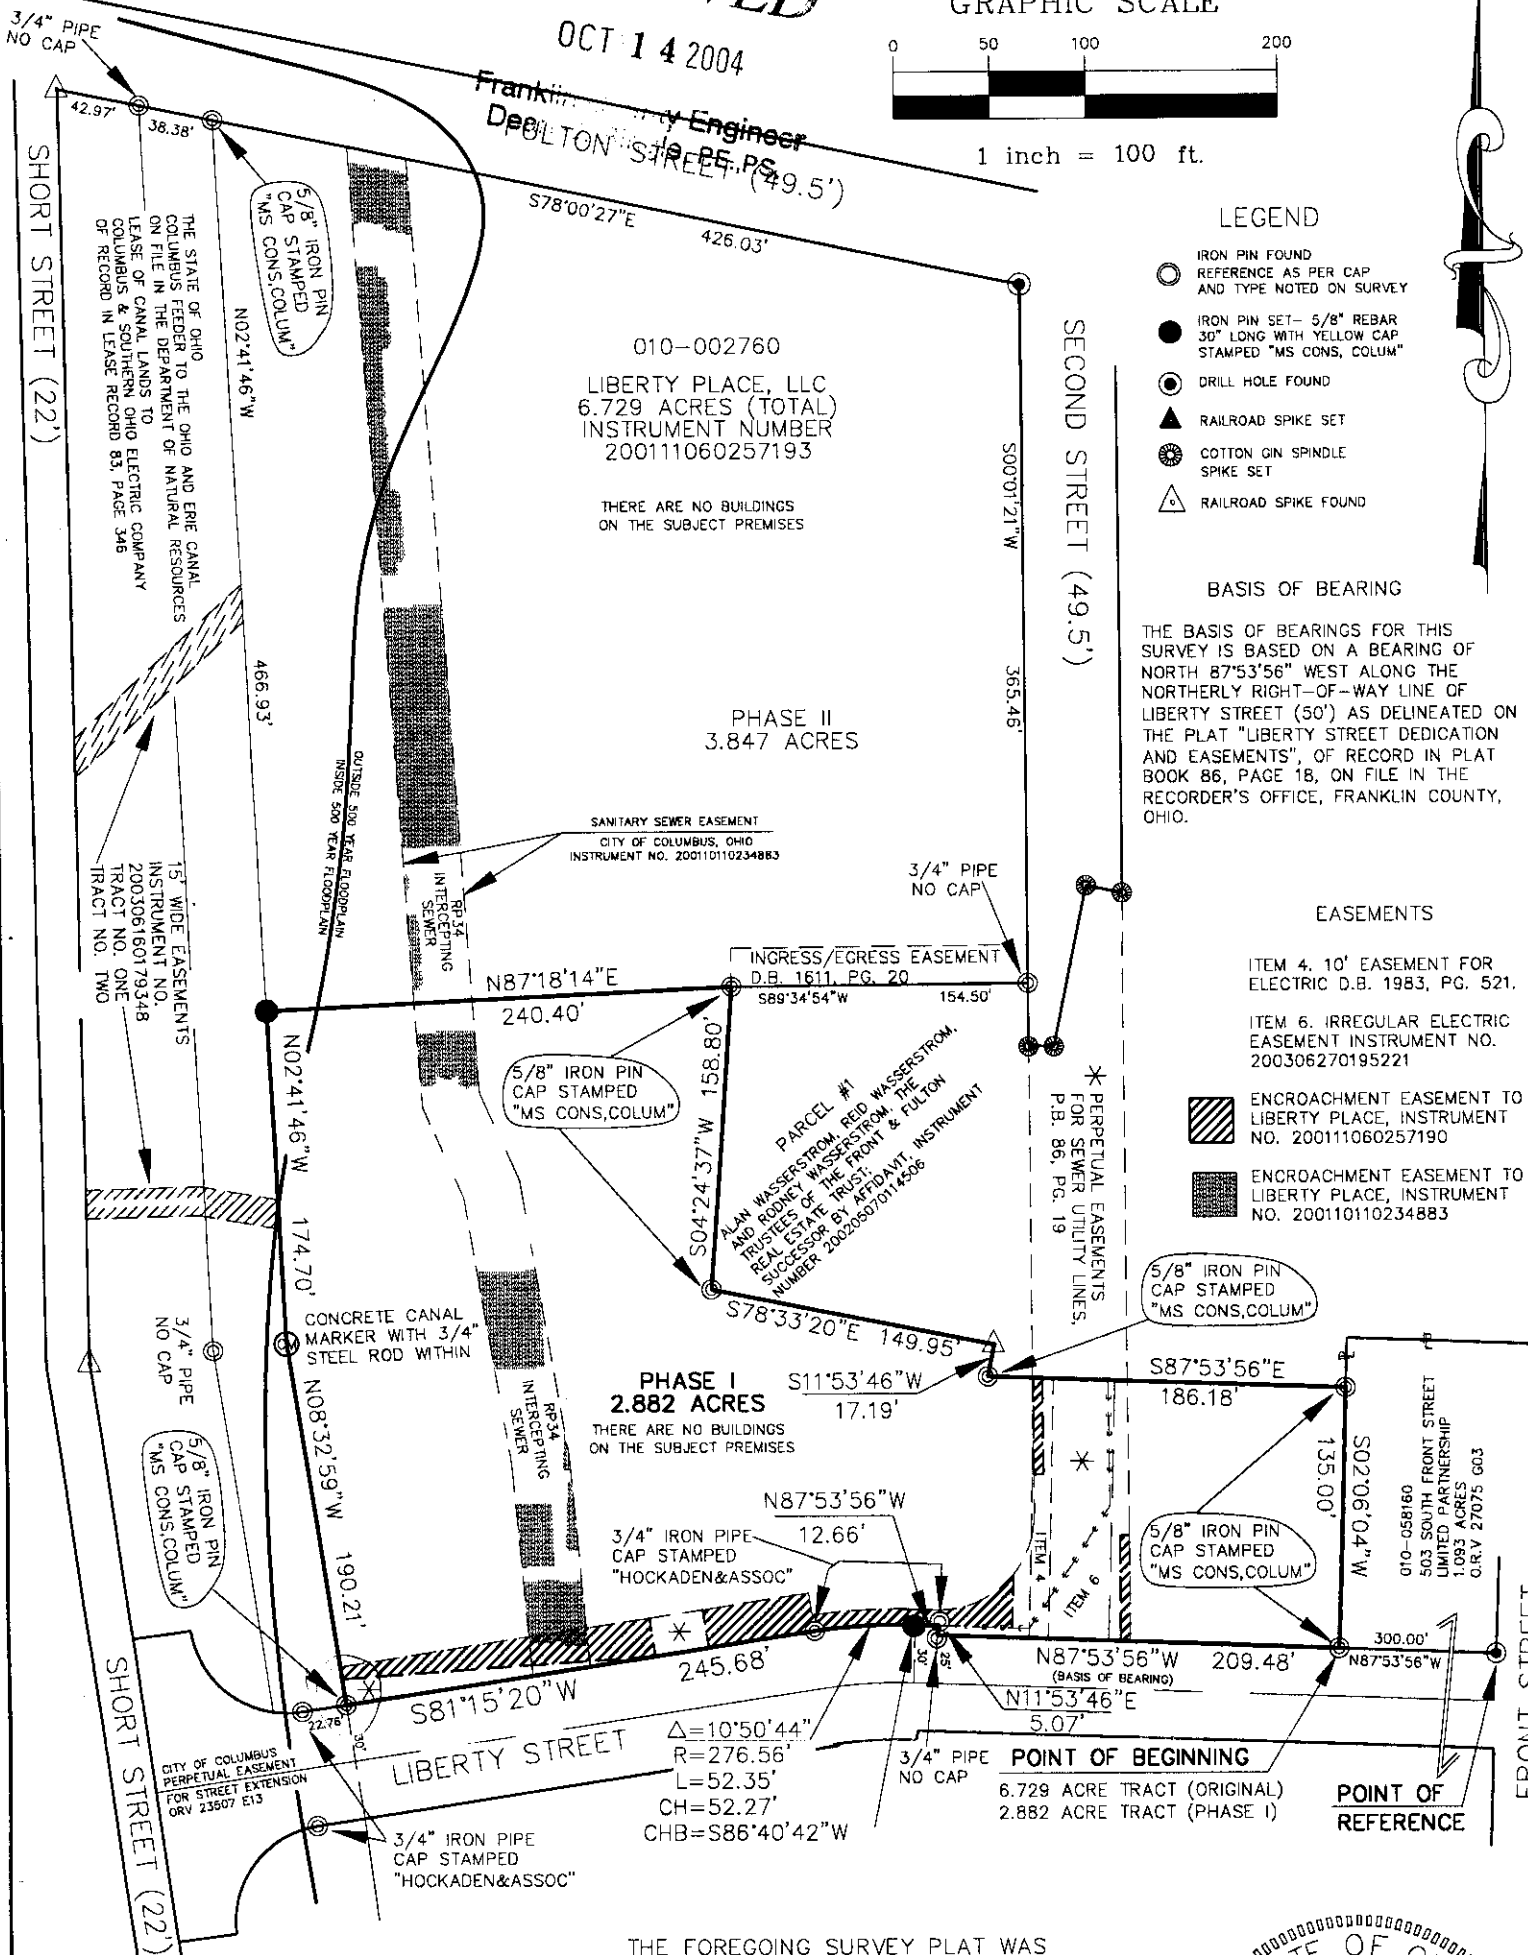 GRAPHIC SCALE
0 50 100 200
1 inch = 100 ft.
OCT 14 2004
Engineer
PE, PS
FULTON STREET (49.5')
3/4" PIPE
NO CAP
42.97'
38.38'
S78°00'27"E
426.03'
SHORT STREET (22')
5/8" IRON PIN
CAP STAMPED
"MS CONS,COLUM"
THE STATE OF OHIO
COLUMBUS FEEDER TO THE OHIO AND ERIE CANAL
ON FILE IN THE DEPARTMENT OF NATURAL RESOURCES
LEASE OF CANAL LANDS TO
COLUMBUS & SOUTHERN OHIO ELECTRIC COMPANY
OF RECORD IN LEASE RECORD 83, PAGE 346
N02°41'46"W
466.93'
010-002760
LIBERTY PLACE, LLC
6.729 ACRES (TOTAL)
INSTRUMENT NUMBER
200111060257193
THERE ARE NO BUILDINGS
ON THE SUBJECT PREMISES
SECOND STREET (49.5')
S00°01'21"W
365.46'
PHASE II
3.847 ACRES
LEGEND
IRON PIN FOUND
REFERENCE AS PER CAP
AND TYPE NOTED ON SURVEY
IRON PIN SET- 5/8" REBAR
30" LONG WITH YELLOW CAP
STAMPED "MS CONS, COLUM"
DRILL HOLE FOUND
RAILROAD SPIKE SET
COTTON GIN SPINDLE
SPIKE SET
RAILROAD SPIKE FOUND
BASIS OF BEARING
THE BASIS OF BEARINGS FOR THIS
SURVEY IS BASED ON A BEARING OF
NORTH 87°53'56" WEST ALONG THE
NORTHERLY RIGHT-OF-WAY LINE OF
LIBERTY STREET (50') AS DELINEATED ON
THE PLAT "LIBERTY STREET DEDICATION
AND EASEMENTS", OF RECORD IN PLAT
BOOK 86, PAGE 18, ON FILE IN THE
RECORDER'S OFFICE, FRANKLIN COUNTY,
OHIO.
OUTSIDE 500 YEAR FLOODPLAIN
INSIDE 500 YEAR FLOODPLAIN
SANITARY SEWER EASEMENT
CITY OF COLUMBUS, OHIO
INSTRUMENT NO. 200110110234883
RP34
INTERCEPTING
SEWER
15' WIDE EASEMENTS
INSTRUMENT NO.
200306160179348
TRACT NO. ONE
TRACT NO. TWO
3/4" PIPE
NO CAP
EASEMENTS
ITEM 4. 10' EASEMENT FOR
ELECTRIC D.B. 1983, PG. 521.
ITEM 6. IRREGULAR ELECTRIC
EASEMENT INSTRUMENT NO.
200306270195221
ENCROACHMENT EASEMENT TO
LIBERTY PLACE, INSTRUMENT
NO. 200111060257190
ENCROACHMENT EASEMENT TO
LIBERTY PLACE, INSTRUMENT
NO. 200110110234883
N87°18'14"E
240.40'
INGRESS/EGRESS EASEMENT
D.B. 1611, PG. 20
S89°34'54"W 154.50'
N02°41'46"W 174.70'
5/8" IRON PIN
CAP STAMPED
"MS CONS,COLUM"
S04°24'37"W 158.80'
PARCEL #1
ALAN WASSERSTROM, REID WASSERSTROM,
AND RODNEY WASSERSTROM, THE
TRUSTEES OF THE FRONT & FULTON
REAL ESTATE TRUST;
SUCCESSOR BY AFFIDAVIT, INSTRUMENT
NUMBER 200205070114506
* PERPETUAL EASEMENTS
FOR SEWER UTILITY LINES,
P.B. 86, PG. 19
S78°33'20"E 149.95'
5/8" IRON PIN
CAP STAMPED
"MS CONS,COLUM"
CONCRETE CANAL
MARKER WITH 3/4"
STEEL ROD WITHIN
3/4" PIPE
NO CAP
N08°32'59"W
190.21'
PHASE I
2.882 ACRES
THERE ARE NO BUILDINGS
ON THE SUBJECT PREMISES
RP34
INTERCEPTING
SEWER
S11°53'46"W
17.19'
S87°53'56"E
186.18'
S02°06'04"W
135.00'
010-058160
503 SOUTH FRONT STREET
LIMITED PARTNERSHIP
1.093 ACRES
O.R.V 27075 G03
5/8" IRON PIN
CAP STAMPED
"MS CONS,COLUM"
N87°53'56"W
12.66'
3/4" IRON PIPE
CAP STAMPED
"HOCKADEN&ASSOC"
*
ITEM 4
ITEM 6
5/8" IRON PIN
CAP STAMPED
"MS CONS,COLUM"
*
*
S81°15'20"W
245.68'
22.76'
30'
30'
25'
N87°53'56"W 209.48'
(BASIS OF BEARING)
300.00'
N87°53'56"W
N11°53'46"E
5.07'
SHORT STREET (22')
CITY OF COLUMBUS
PERPETUAL EASEMENT
FOR STREET EXTENSION
ORV 23507 E13
LIBERTY STREET
Δ=10°50'44"
R=276.56'
L=52.35'
CH=52.27'
CHB=S86°40'42"W
3/4" PIPE
NO CAP
POINT OF BEGINNING
6.729 ACRE TRACT (ORIGINAL)
2.882 ACRE TRACT (PHASE I)
POINT OF
REFERENCE
FRONT STREET
3/4" IRON PIPE
CAP STAMPED
"HOCKADEN&ASSOC"
THE FOREGOING SURVEY PLAT WAS